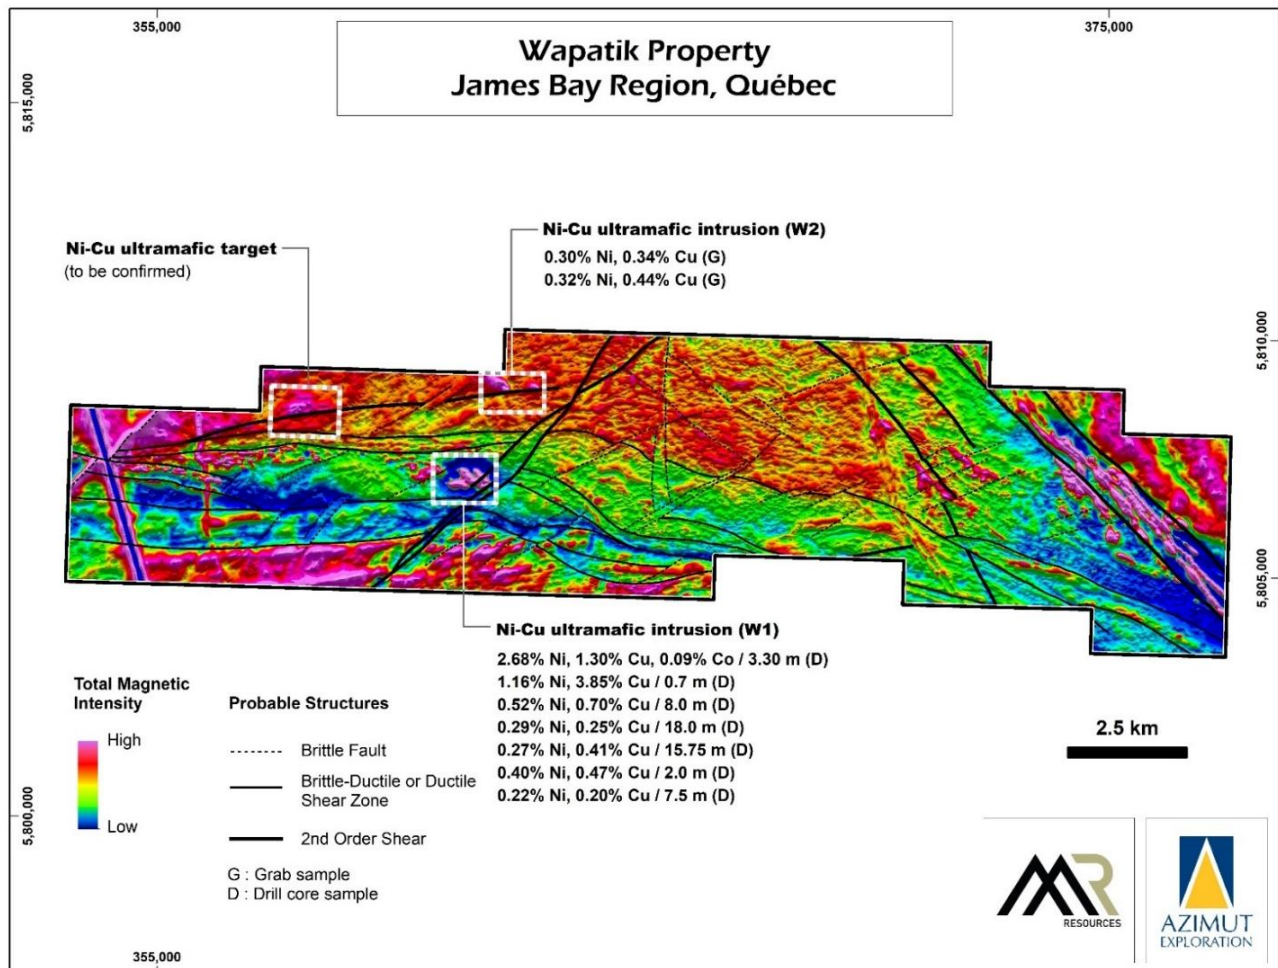 355,000
375,000
Wapatik Property
James Bay Region, Québec
5,815,000
Ni-Cu ultramafic target
(to be confirmed)
Ni-Cu ultramafic intrusion (W2)
0.30% Ni, 0.34% Cu (G)
0.32% Ni, 0.44% Cu (G)
5,810,000
5,805,000
Ni-Cu ultramafic intrusion (W1)
2.68% Ni, 1.30% Cu, 0.09% Co / 3.30 m (D)
1.16% Ni, 3.85% Cu / 0.7 m (D)
0.52% Ni, 0.70% Cu / 8.0 m (D)
0.29% Ni, 0.25% Cu / 18.0 m (D)
0.27% Ni, 0.41% Cu / 15.75 m (D)
0.40% Ni, 0.47% Cu / 2.0 m (D)
0.22% Ni, 0.20% Cu / 7.5 m (D)
Total Magnetic
Intensity
High
Low
Probable Structures
Brittle Fault
Brittle-Ductile or Ductile
Shear Zone
2nd Order Shear
G : Grab sample
D : Drill core sample
2.5 km
5,800,000
RESOURCES
AZIMUT
EXPLORATION
355,000